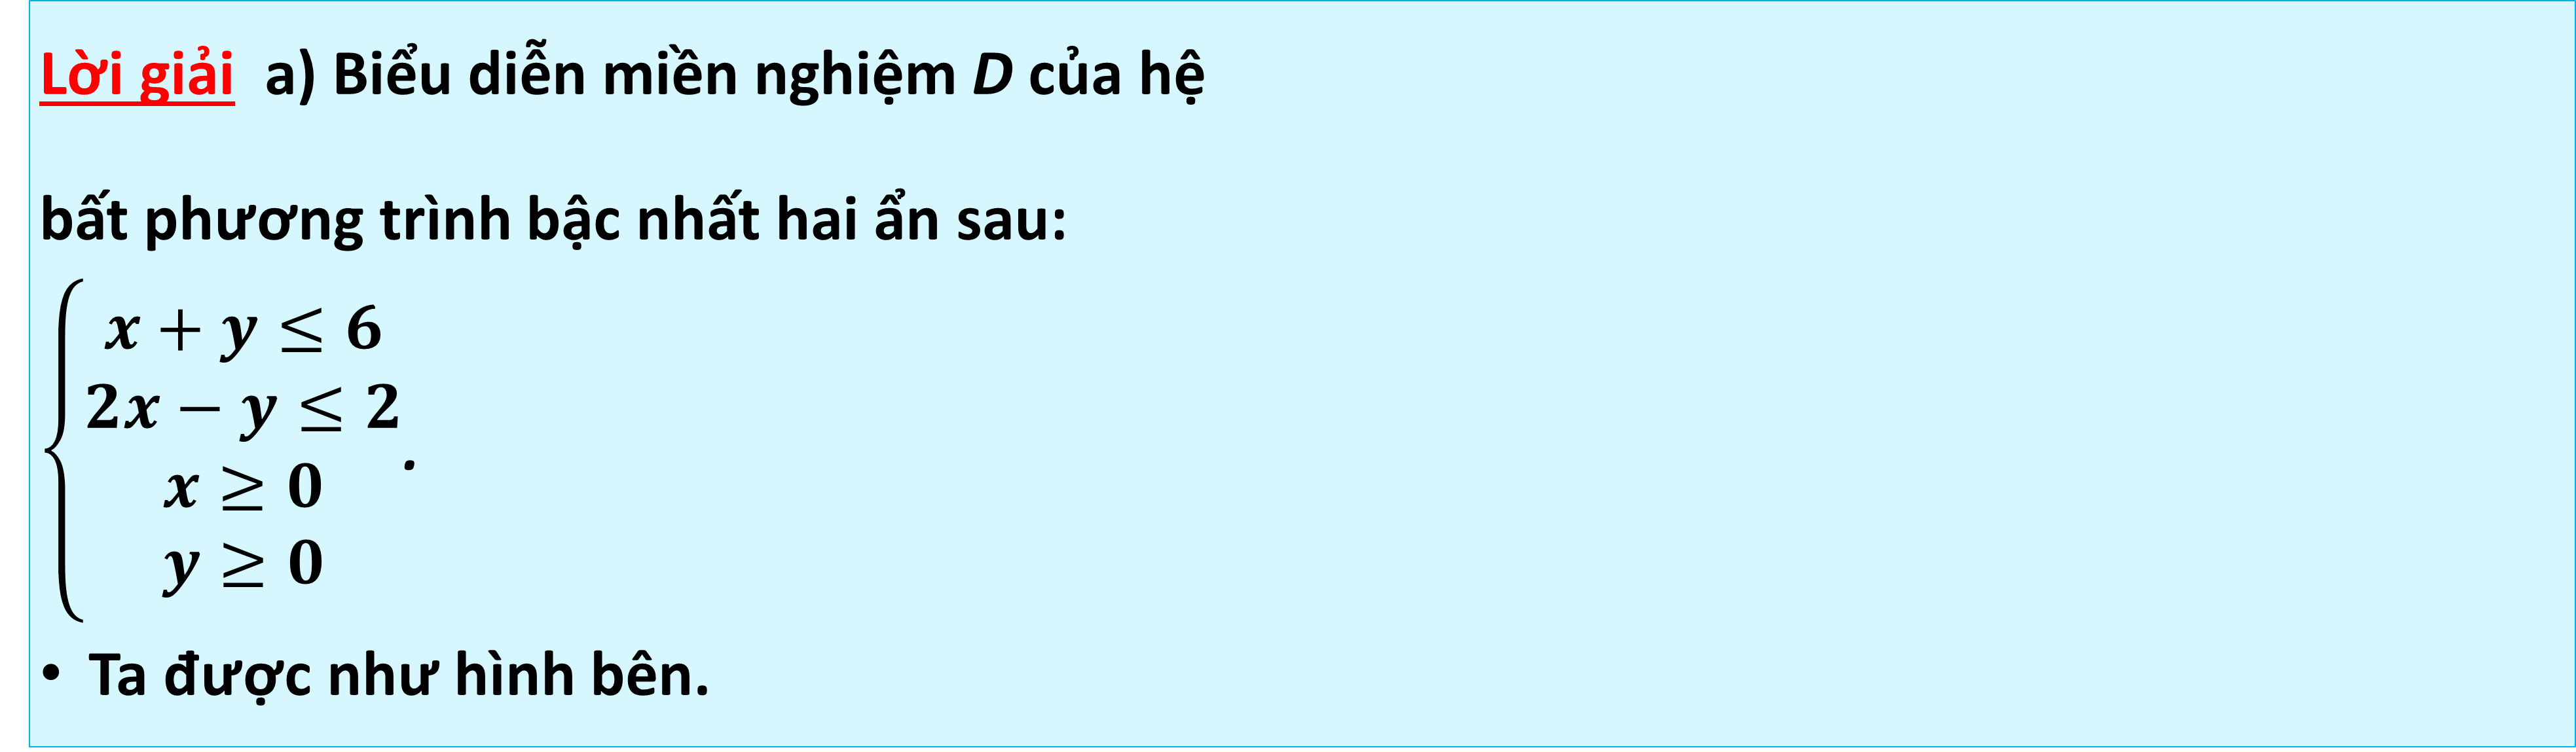 Lời giải a) Biểu diễn miền nghiệm D của hệ
bất phương trình bậc nhất hai ẩn sau:
x + y ≤ 6
2x − y ≤ 2
x ≥ 0
y ≥ 0
.
• Ta được như hình bên.